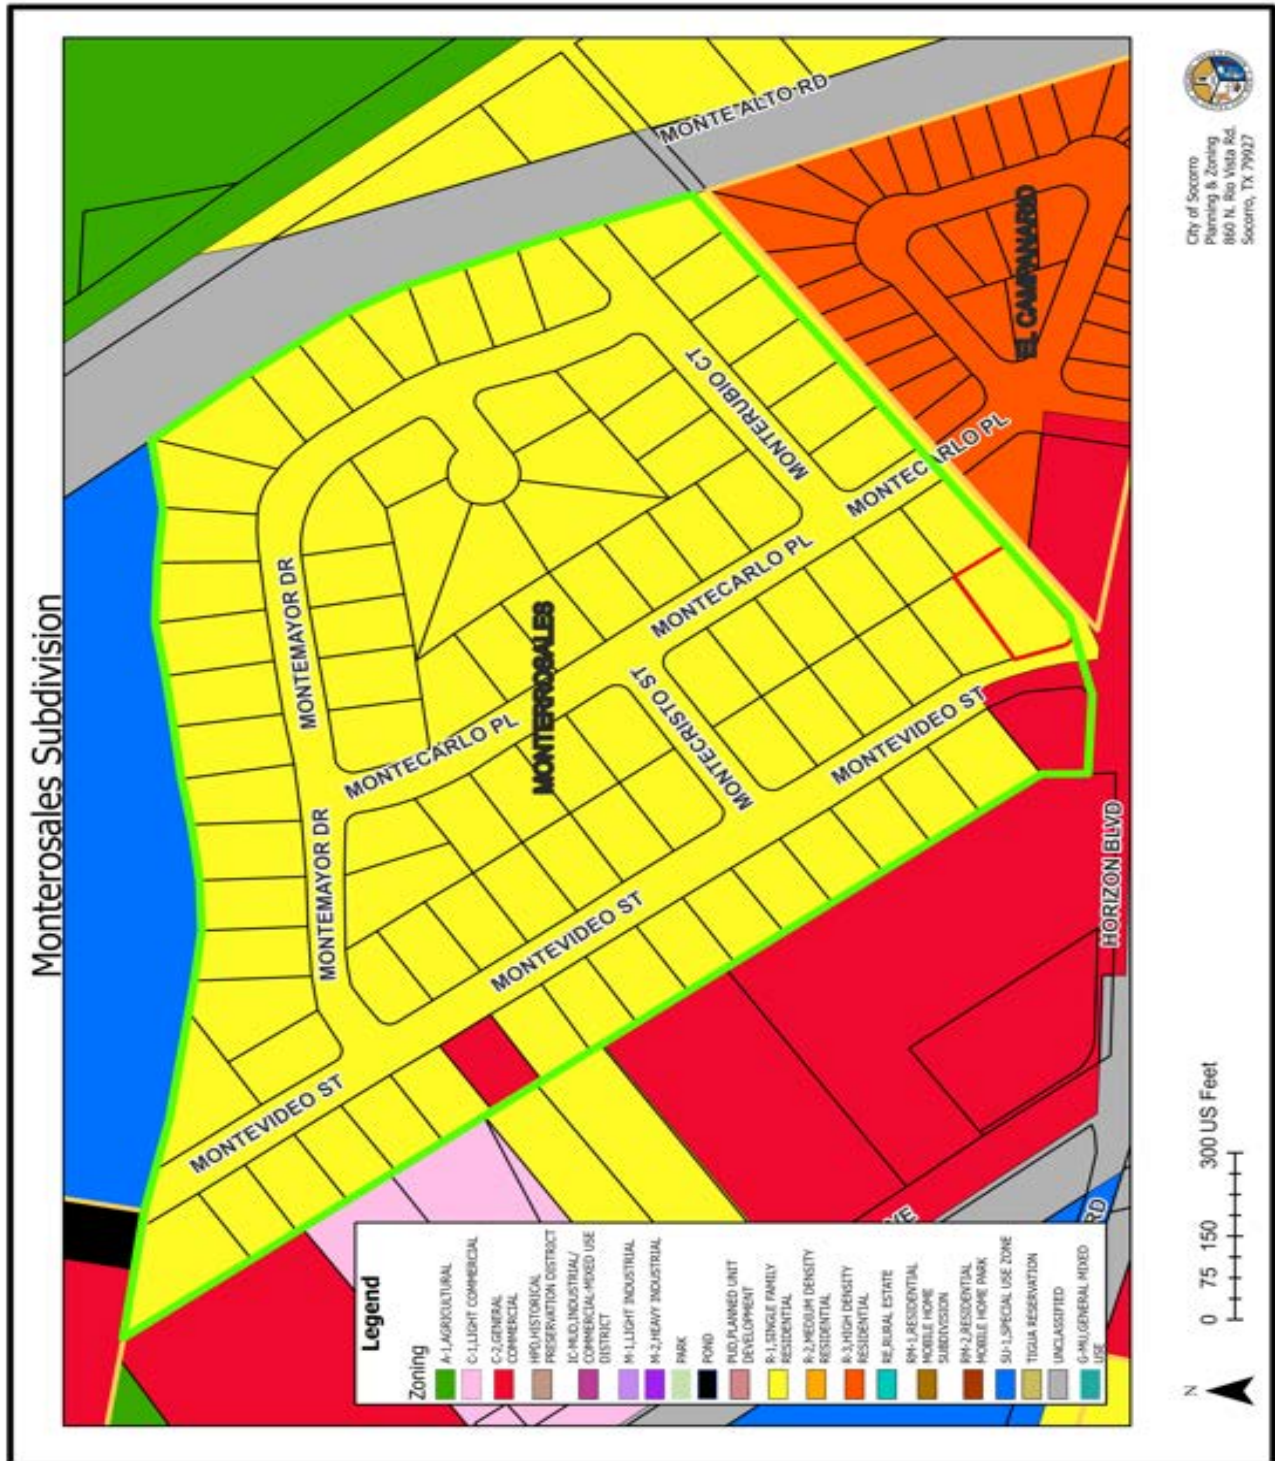 Monterosales Subdivision
MONTE ALTO RD
MONTERUBIO CT
MONTECARLO PL
MONTECARLO PL
EL CAMPANARIO
MONTEMAYOR DR
MONTERROSALES
MONTECARLO PL
MONTECRISTO ST
MONTEVIDEO ST
MONTEMAYOR DR
MONTEVIDEO ST
HORIZON BLVD
MONTEVIDEO ST
RD
Legend
Zoning
A-1,AGRICULTURAL
C-1,LIGHT COMMERCIAL
C-2,GENERAL
COMMERCIAL
HPD,HISTORICAL
PRESERVATION DISTRICT
IC-MUD,INDUSTRIAL/
COMMERCIAL-MIXED USE
DISTRICT
M-1,LIGHT INDUSTRIAL
M-2,HEAVY INDUSTRIAL
PARK
POND
PUD,PLANNED UNIT
DEVELOPMENT
R-1,SINGLE FAMILY
RESIDENTIAL
R-2,MEDIUM DENSITY
RESIDENTIAL
R-3,HIGH DENSITY
RESIDENTIAL
RE,RURAL ESTATE
RM-1,RESIDENTIAL
MOBILE HOME
SUBDIVISION
RM-2,RESIDENTIAL
MOBILE HOME PARK
SU-1,SPECIAL USE ZONE
TIGUA RESERVATION
UNCLASSIFIED
G-MU,GENERAL MIXED
USE
N
0 75 150 300 US Feet
City of Socorro
Planning & Zoning
860 N. Rio Vista Rd.
Socorro, TX 79927